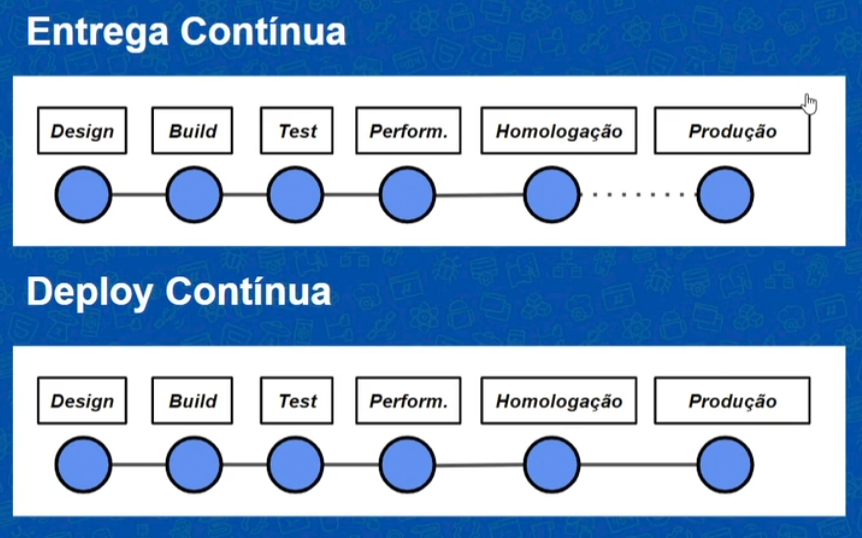 Entrega Contínua
Design Build Test Perform. Homologação Produção
Deploy Contínua
Design Build Test Perform. Homologação Produção